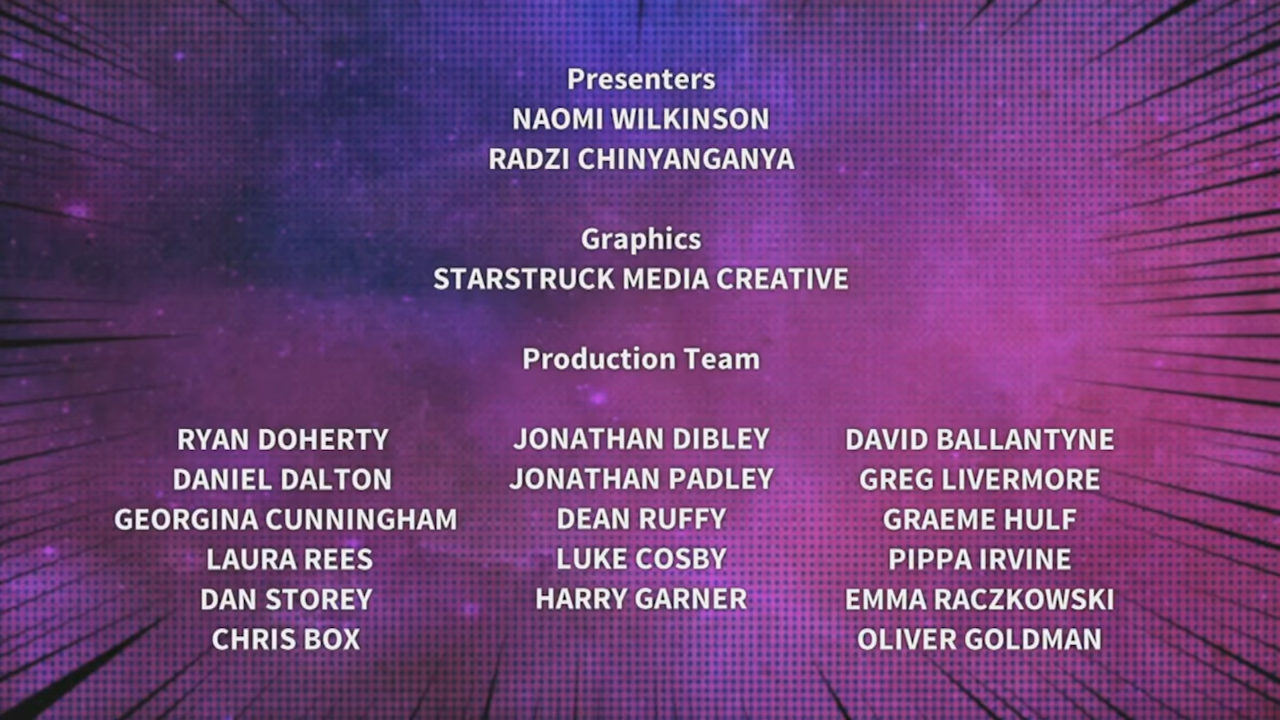 Presenters
NAOMI WILKINSON
RADZI CHINYANGANYA
Graphics
STARSTRUCK MEDIA CREATIVE
Production Team
RYAN DOHERTY
DANIEL DALTON
GEORGINA CUNNINGHAM
LAURA REES
DAN STOREY
CHRIS BOX
JONATHAN DIBLEY
JONATHAN PADLEY
DEAN RUFFY
LUKE COSBY
HARRY GARNER
DAVID BALLANTYNE
GREG LIVERMORE
GRAEME HULF
PIPPA IRVINE
EMMA RACZKOWSKI
OLIVER GOLDMAN